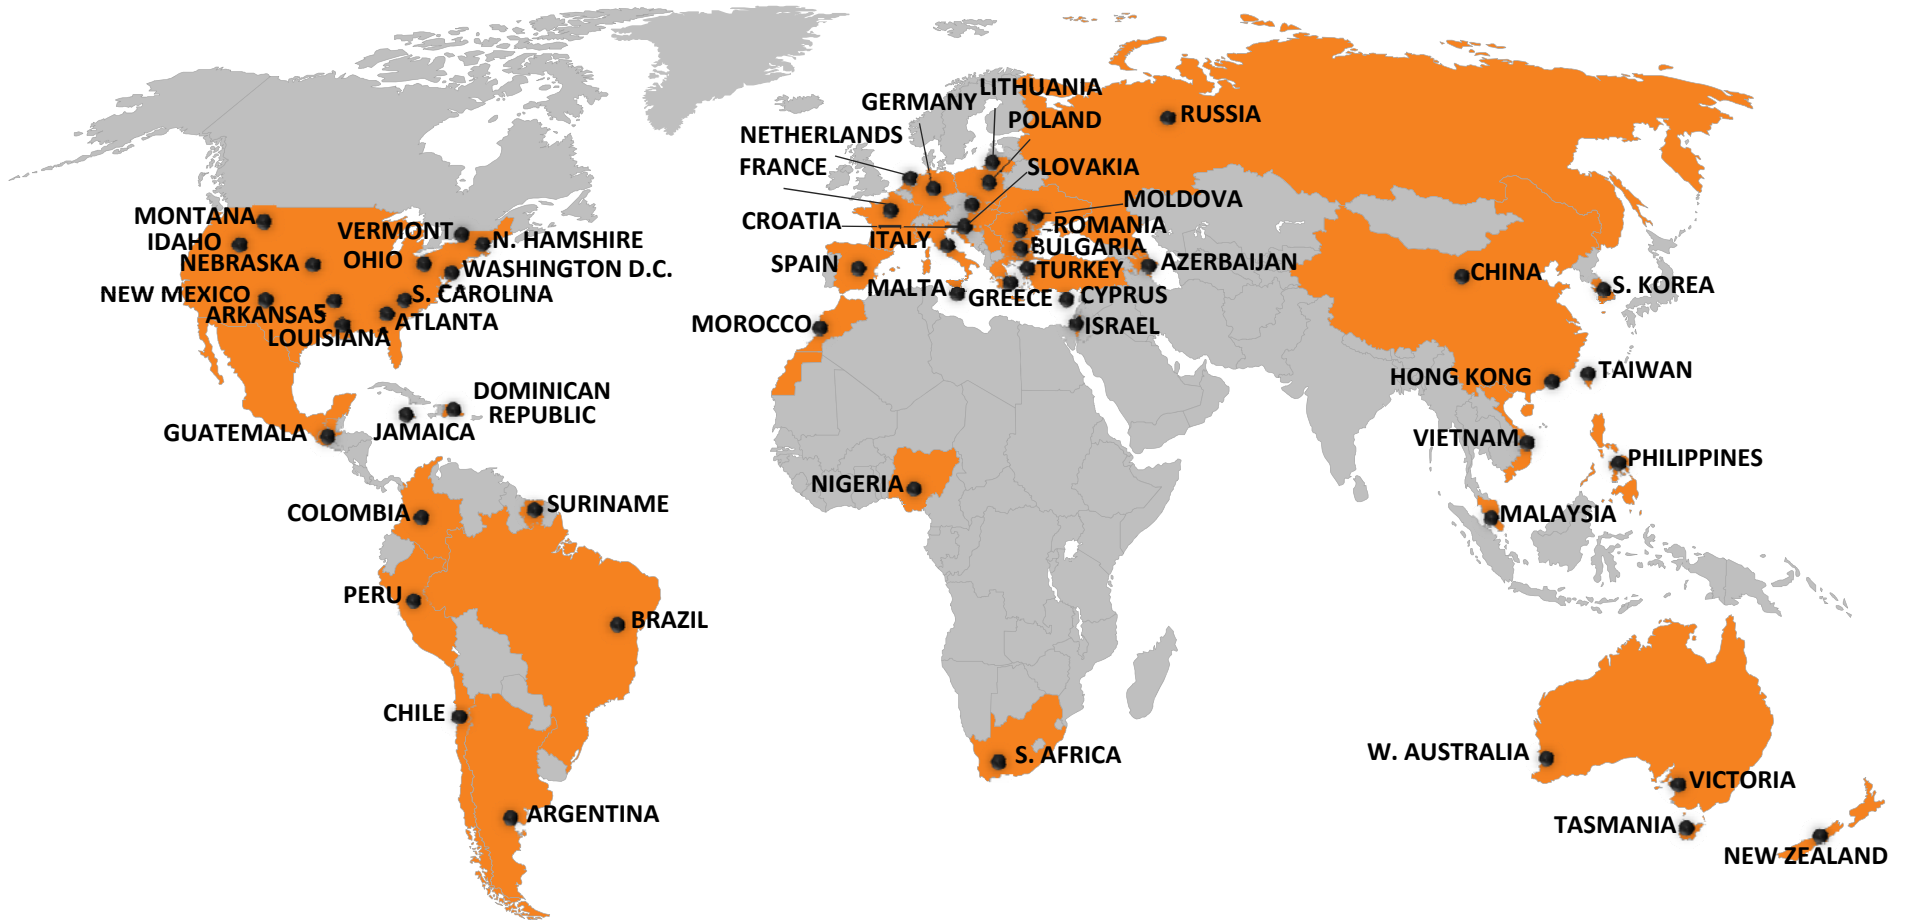 LITHUANIA
GERMANY
POLAND
RUSSIA
NETHERLANDS
FRANCE
SLOVAKIA
MOLDOVA
CROATIA
ROMANIA
ITALY
BULGARIA
SPAIN
TURKEY
AZERBAIJAN
MALTA
GREECE
CYPRUS
MOROCCO
ISRAEL
MONTANA
VERMONT
IDAHO
N. HAMSHIRE
NEBRASKA
OHIO
WASHINGTON D.C.
NEW MEXICO
S. CAROLINA
ARKANSAS
ATLANTA
LOUISIANA
CHINA
S. KOREA
HONG KONG
TAIWAN
DOMINICAN
REPUBLIC
GUATEMALA
JAMAICA
VIETNAM
PHILIPPINES
NIGERIA
COLOMBIA
SURINAME
MALAYSIA
PERU
BRAZIL
CHILE
S. AFRICA
W. AUSTRALIA
VICTORIA
ARGENTINA
TASMANIA
NEW ZEALAND